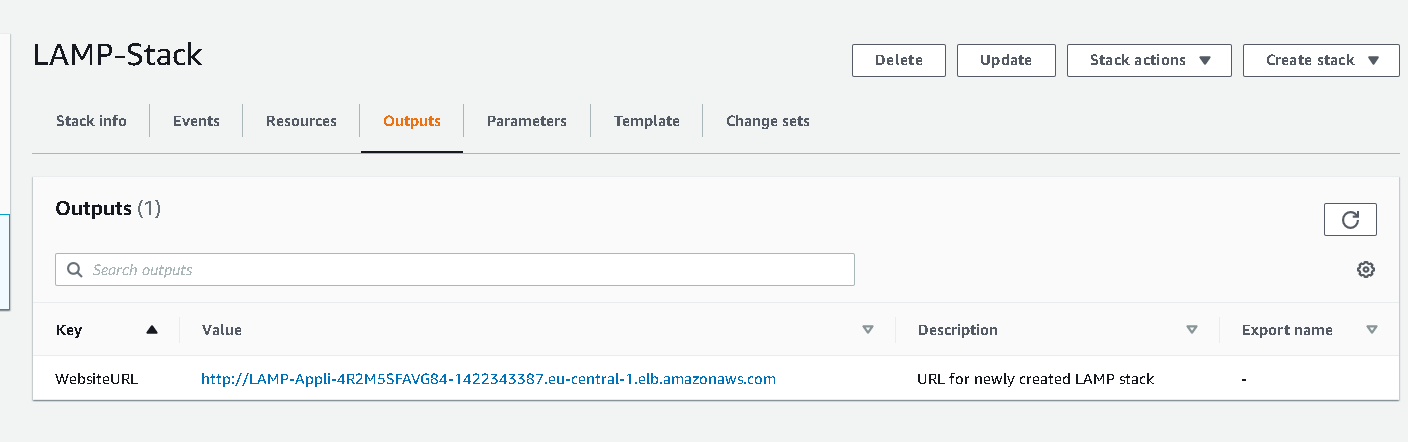 LAMP-Stack
Delete Update Stack actions Create stack
Stack info Events Resources Outputs Parameters Template Change sets
Outputs (1)
Search outputs
Key Value Description Export name
WebsiteURL http://LAMP-Appli-4R2M5SFAVG84-1422343387.eu-central-1.elb.amazonaws.com URL for newly created LAMP stack -